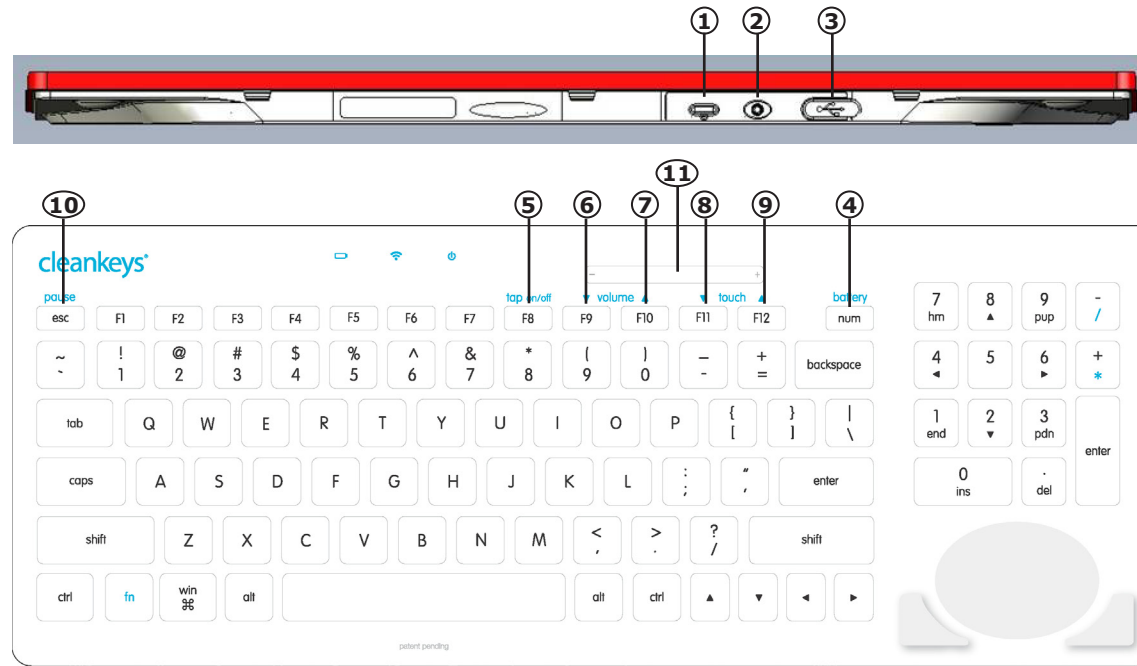 ① ② ③
⑩ ⑤ ⑥ ⑦ ⑪ ⑧ ⑨ ④
cleankeys®
− +
pause tap on/off ▼ volume ▲ ▼ touch ▲ battery
esc F1 F2 F3 F4 F5 F6 F7 F8 F9 F10 F11 F12 num
~ ! @ # $ % ^ & * ( ) _ +
` 1 2 3 4 5 6 7 8 9 0 - = backspace
tab Q W E R T Y U I O P { } |
[ ] \
caps A S D F G H J K L : " enter
; '
shift Z X C V B N M < > ? shift
, . /
ctrl fn win alt alt ctrl ▲ ▼ ◄ ►
⌘
7 8 9 -
hm ▲ pup /
4 5 6 +
◄ ► *
1 2 3 enter
end ▼ pdn
0 .
ins del
patent pending